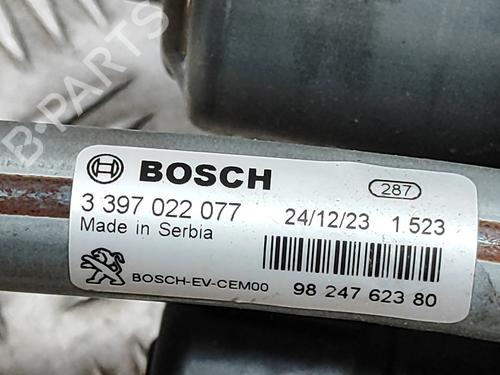 B-PARTS
BOSCH
287
3 397 022 077 24/12/23 1 523
Made in Serbia
BOSCH-EV-CEM00 98 247 623 80